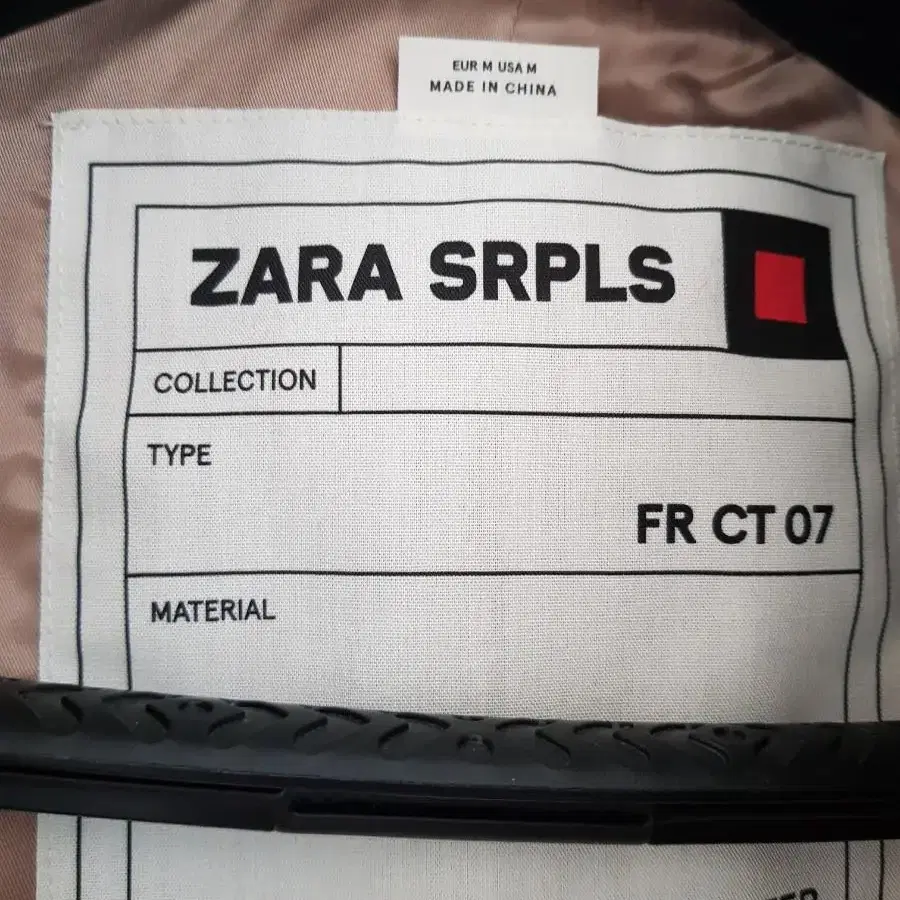 EUR M USA M
MADE IN CHINA
ZARA SRPLS
COLLECTION
TYPE
FR CT 07
MATERIAL